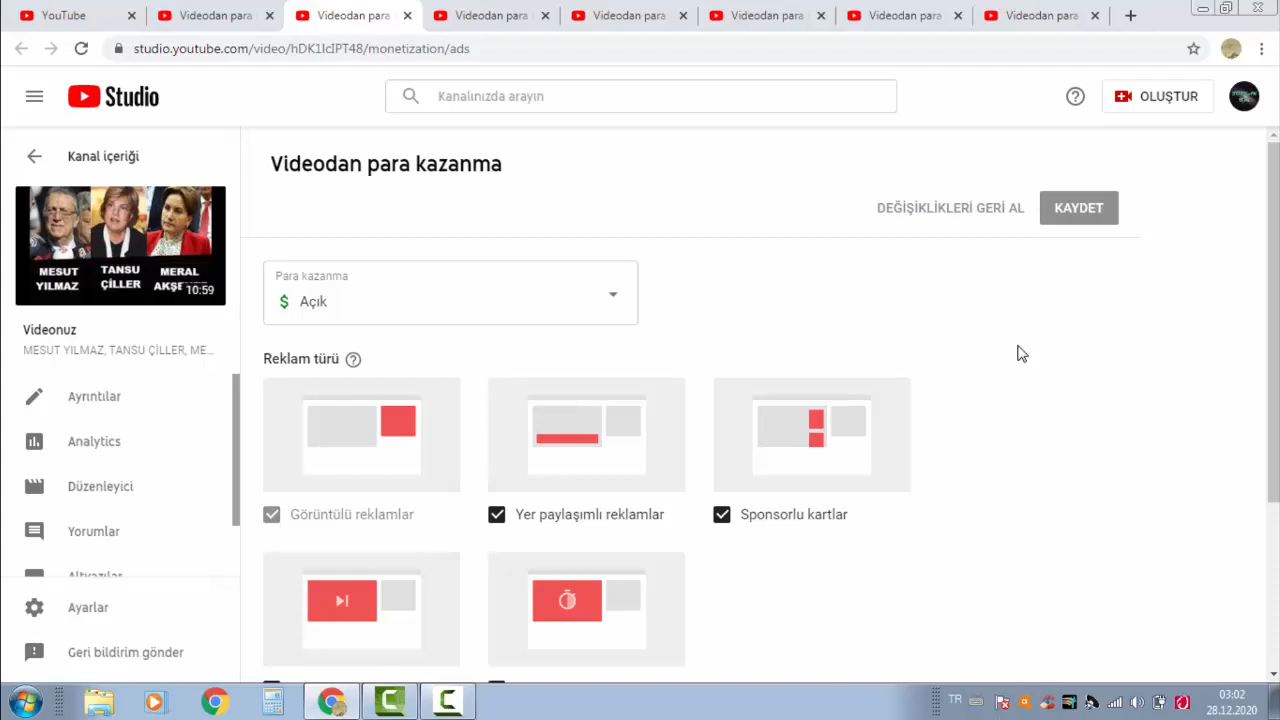 YouTube
Videodan para
Videodan para
Videodan para
Videodan para
Videodan para
Videodan para
Videodan para
studio.youtube.com/video/hDK1IcIPT48/monetization/ads
Studio
Kanalınızda arayın
OLUŞTUR
Kanal içeriği
Videodan para kazanma
DEĞİŞİKLİKLERİ GERİ AL
KAYDET
MESUT YILMAZ
TANSU ÇİLLER
MERAL AKŞE
10:59
Para kazanma
$ Açık
Videonuz
MESUT YILMAZ, TANSU ÇİLLER, ME...
Reklam türü
Ayrıntılar
Analytics
Düzenleyici
Yorumlar
Altyazılar
Ayarlar
Geri bildirim gönder
Görüntülü reklamlar
Yer paylaşımlı reklamlar
Sponsorlu kartlar
TR
03:02
28.12.2020